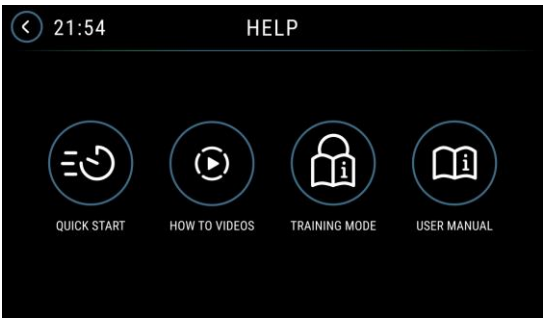 21:54 HELP
QUICK START HOW TO VIDEOS TRAINING MODE USER MANUAL